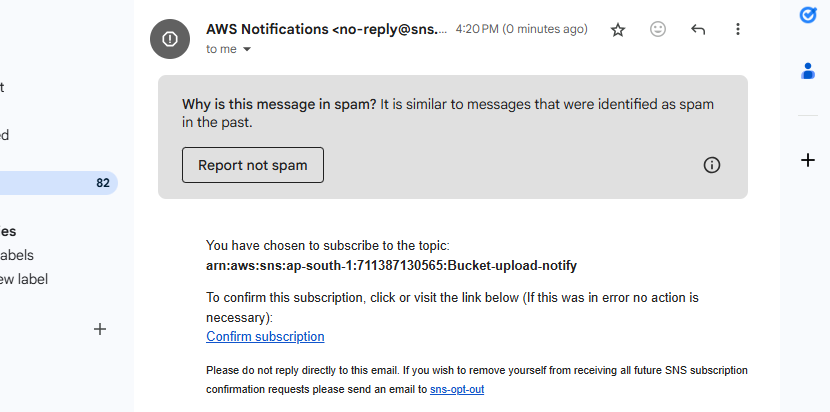 AWS Notifications <no-reply@sns.... 4:20 PM (0 minutes ago)
to me
t
Why is this message in spam? It is similar to messages that were identified as spam
in the past.
ed
Report not spam
82
es
You have chosen to subscribe to the topic:
abels
arn:aws:sns:ap-south-1:711387130565:Bucket-upload-notify
ew label
To confirm this subscription, click or visit the link below (If this was in error no action is
necessary):
Confirm subscription
Please do not reply directly to this email. If you wish to remove yourself from receiving all future SNS subscription
confirmation requests please send an email to sns-opt-out